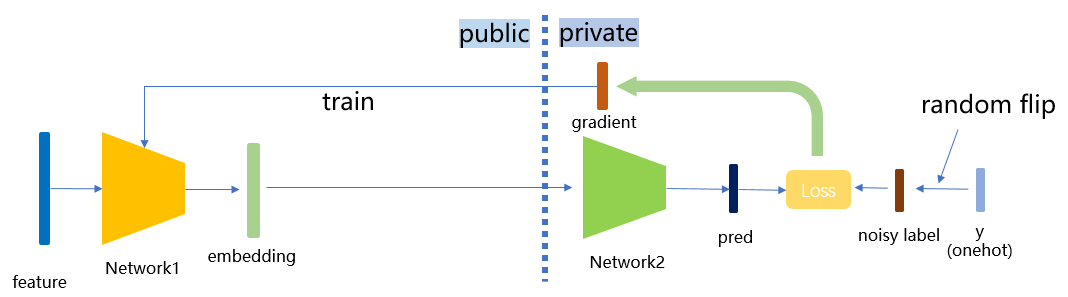 public
private
train
gradient
random flip
Loss
feature
Network1
embedding
Network2
pred
noisy label
y
(onehot)